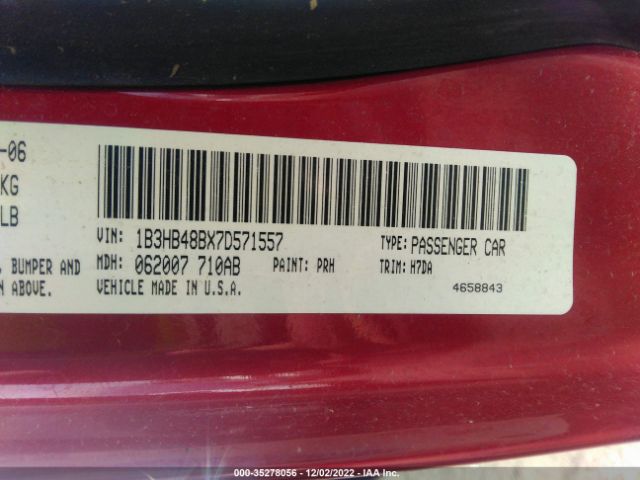 -06
KG
LB
VIN: 1B3HB48BX7D571557 TYPE: PASSENGER CAR
, BUMPER AND MDH: 062007 710AB PAINT: PRH TRIM: H7DA
N ABOVE. VEHICLE MADE IN U.S.A. 4658843
000-35278056 - 12/02/2022 - IAA Inc.